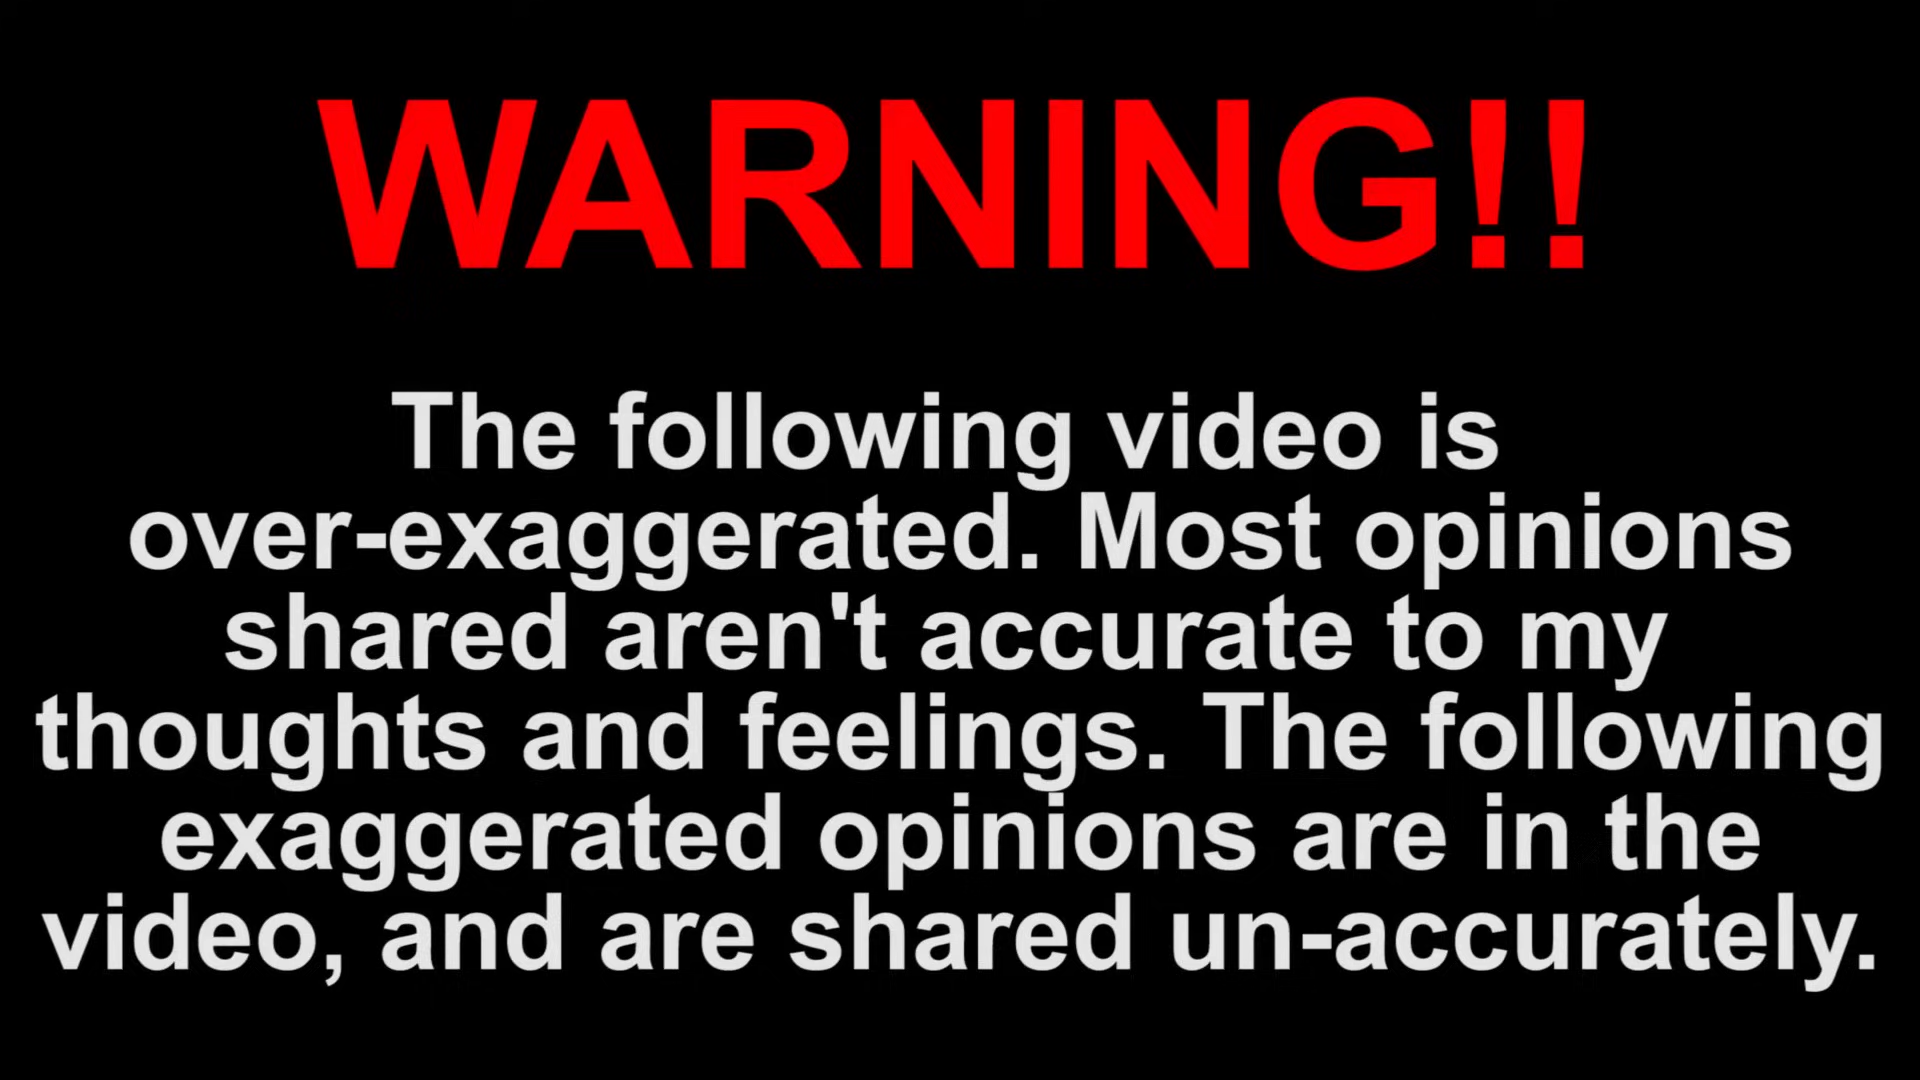 WARNING!!
The following video is
over-exaggerated. Most opinions
shared aren't accurate to my
thoughts and feelings. The following
exaggerated opinions are in the
video, and are shared un-accurately.